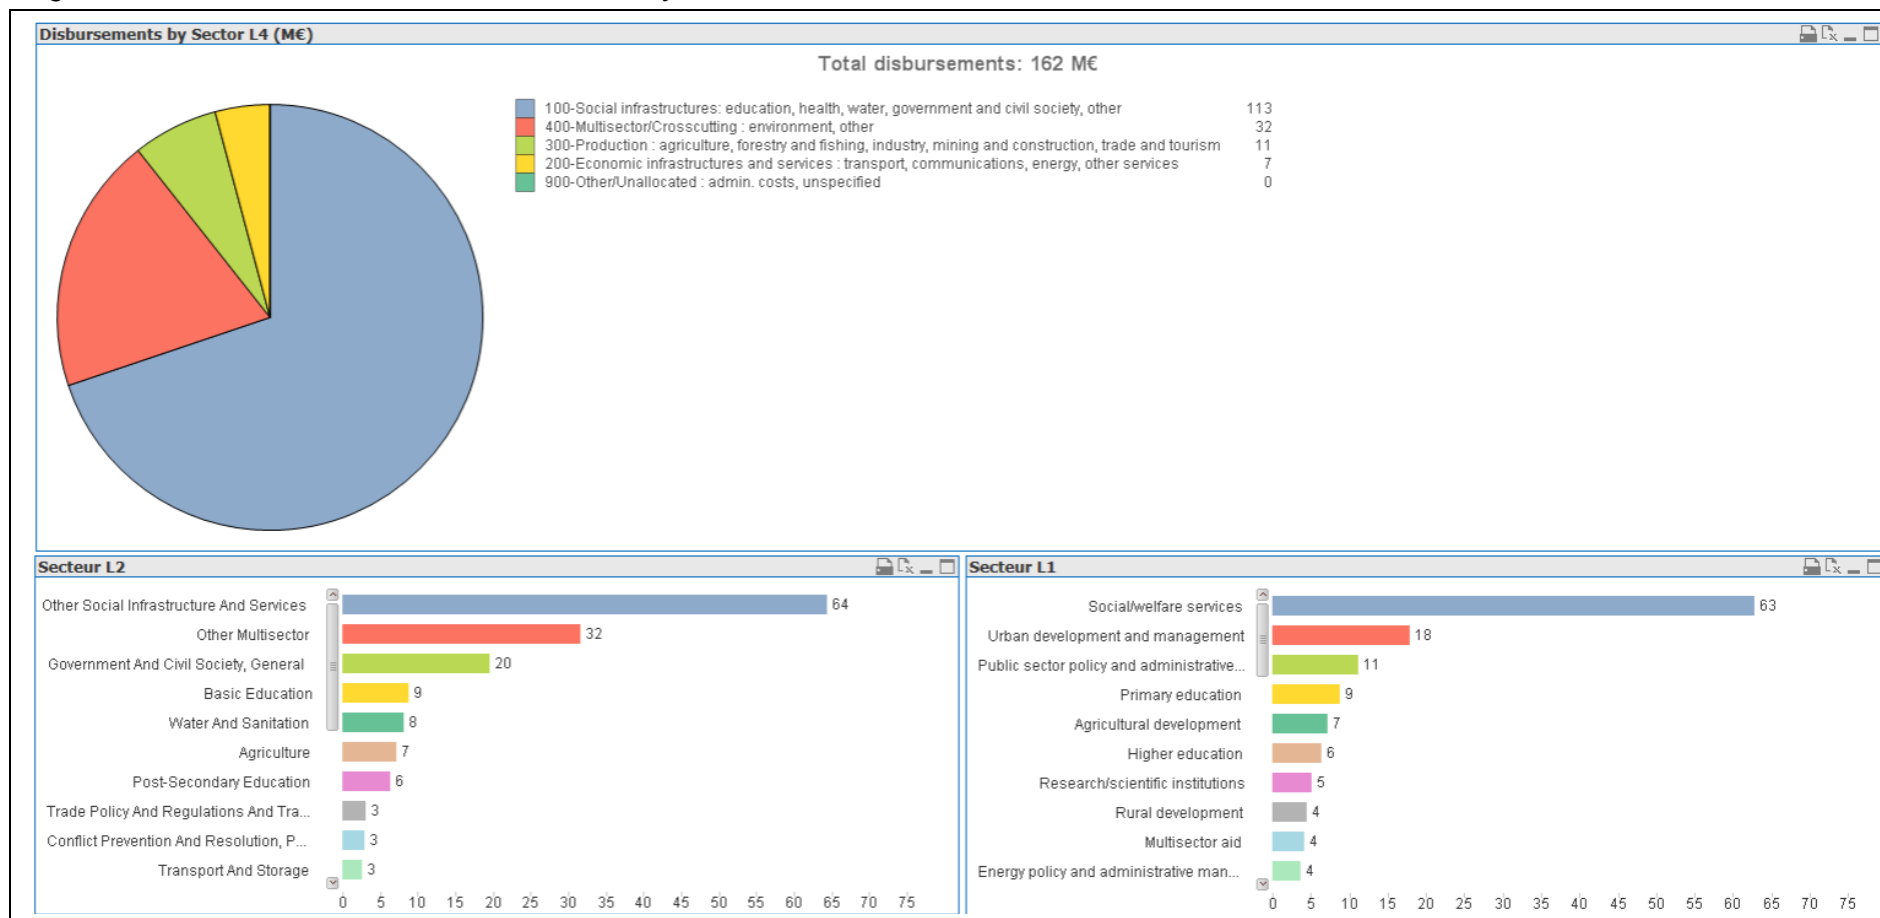 Disbursements by Sector L4 (M€)
Total disbursements: 162 M€
100-Social infrastructures: education, health, water, government and civil society, other 113
400-Multisector/Crosscutting : environment, other 32
300-Production : agriculture, forestry and fishing, industry, mining and construction, trade and tourism 11
200-Economic infrastructures and services : transport, communications, energy, other services 7
900-Other/Unallocated : admin. costs, unspecified 0
Secteur L2
Other Social Infrastructure And Services 64
Other Multisector 32
Government And Civil Society, General 20
Basic Education 9
Water And Sanitation 8
Agriculture 7
Post-Secondary Education 6
Trade Policy And Regulations And Tra... 3
Conflict Prevention And Resolution, P... 3
Transport And Storage 3
0 5 10 15 20 25 30 35 40 45 50 55 60 65 70 75
Secteur L1
Social/welfare services 63
Urban development and management 18
Public sector policy and administrative... 11
Primary education 9
Agricultural development 7
Higher education 6
Research/scientific institutions 5
Rural development 4
Multisector aid 4
Energy policy and administrative man... 4
0 5 10 15 20 25 30 35 40 45 50 55 60 65 70 75